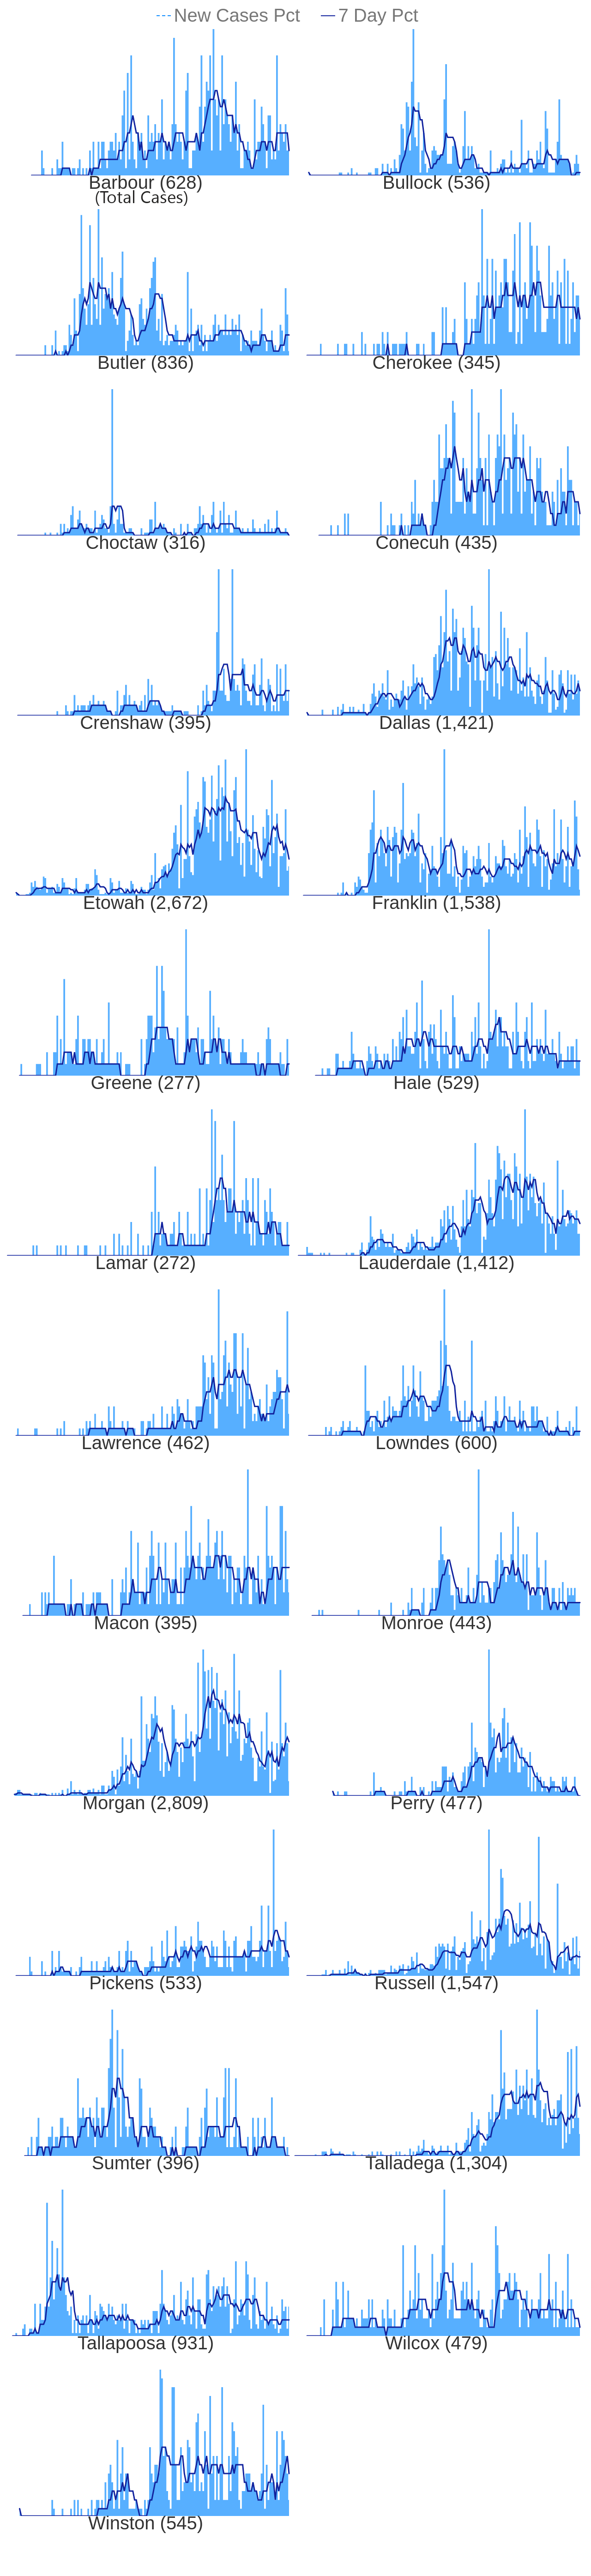 New Cases Pct 7 Day Pct
Barbour (628) Bullock (536)
(Total Cases)
Butler (836) Cherokee (345)
Choctaw (316) Conecuh (435)
Crenshaw (395) Dallas (1,421)
Etowah (2,672) Franklin (1,538)
Greene (277) Hale (529)
Lamar (272) Lauderdale (1,412)
Lawrence (462) Lowndes (600)
Macon (395) Monroe (443)
Morgan (2,809) Perry (477)
Pickens (533) Russell (1,547)
Sumter (396) Talladega (1,304)
Tallapoosa (931) Wilcox (479)
Winston (545)